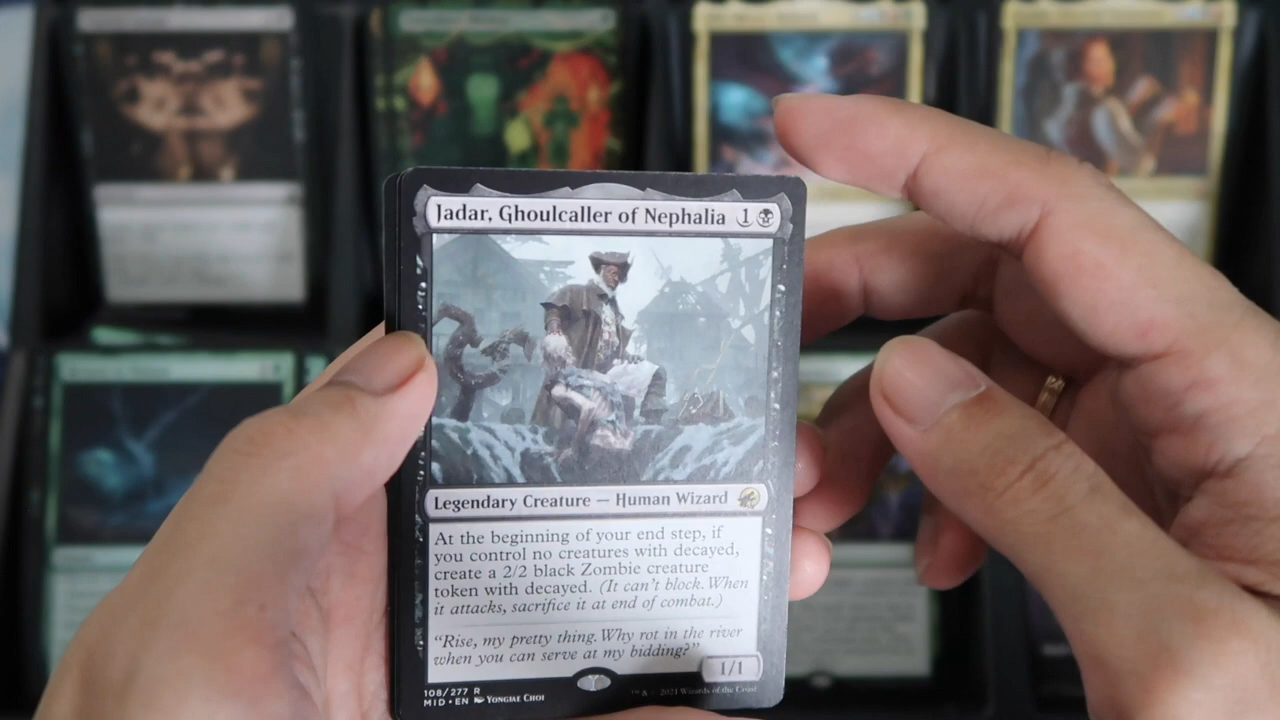 Jadar, Ghoulcaller of Nephalia 1
Legendary Creature — Human Wizard
At the beginning of your end step, if
you control no creatures with decayed,
create a 2/2 black Zombie creature
token with decayed. (It can't block. When
it attacks, sacrifice it at end of combat.)
"Rise, my pretty thing. Why rot in the river
when you can serve at my bidding?"
1/1
108/277 R
MID • EN Yongjae Choi
™ & © 2021 Wizards of the Coast